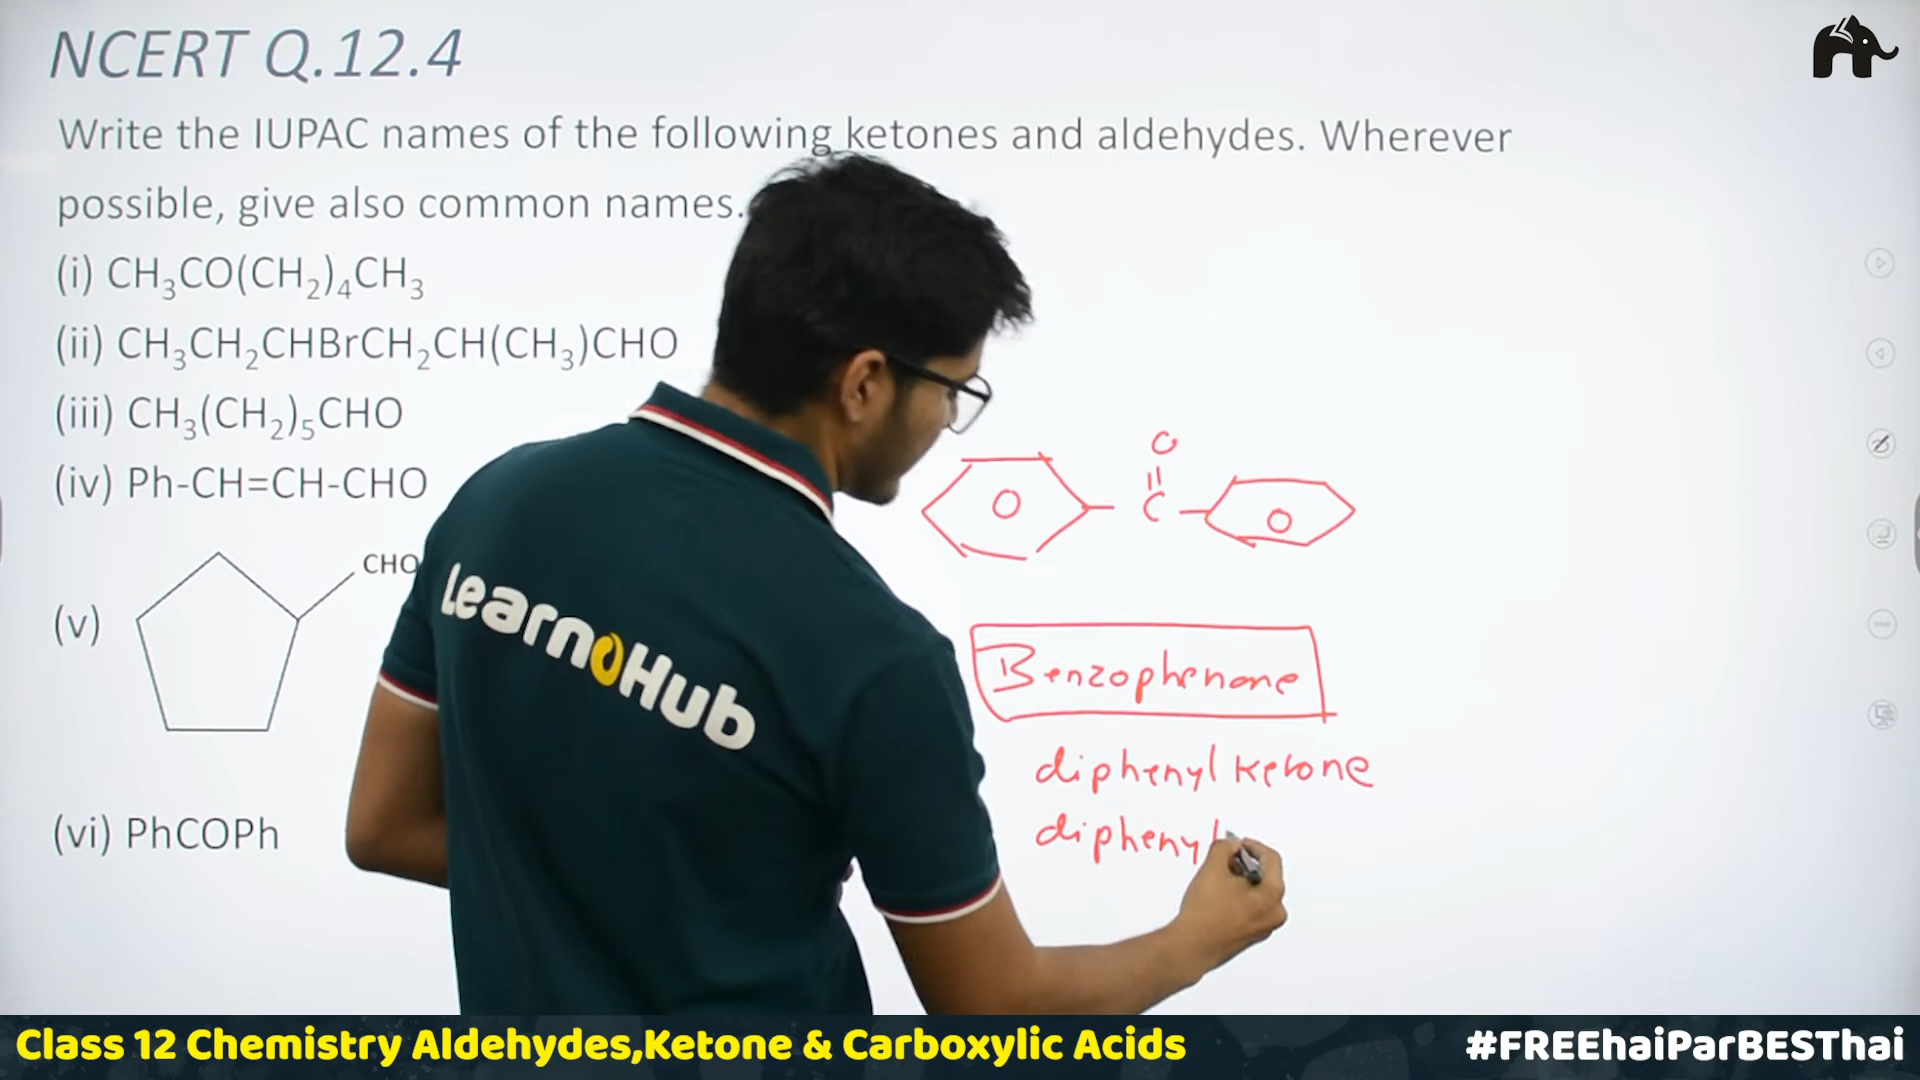 NCERT Q.12.4
Write the IUPAC names of the following ketones and aldehydes. Wherever
possible, give also common names.
(i) CH₃CO(CH₂)₄CH₃
(ii) CH₃CH₂CHBrCH₂CH(CH₃)CHO
(iii) CH₃(CH₂)₅CHO
(iv) Ph-CH=CH-CHO
(v)
CHO
(vi) PhCOPh
O
C
Benzophenone
diphenyl ketone
diphenyl
LearnoHub
Class 12 Chemistry Aldehydes,Ketone & Carboxylic Acids
#FREEhaiParBESThai